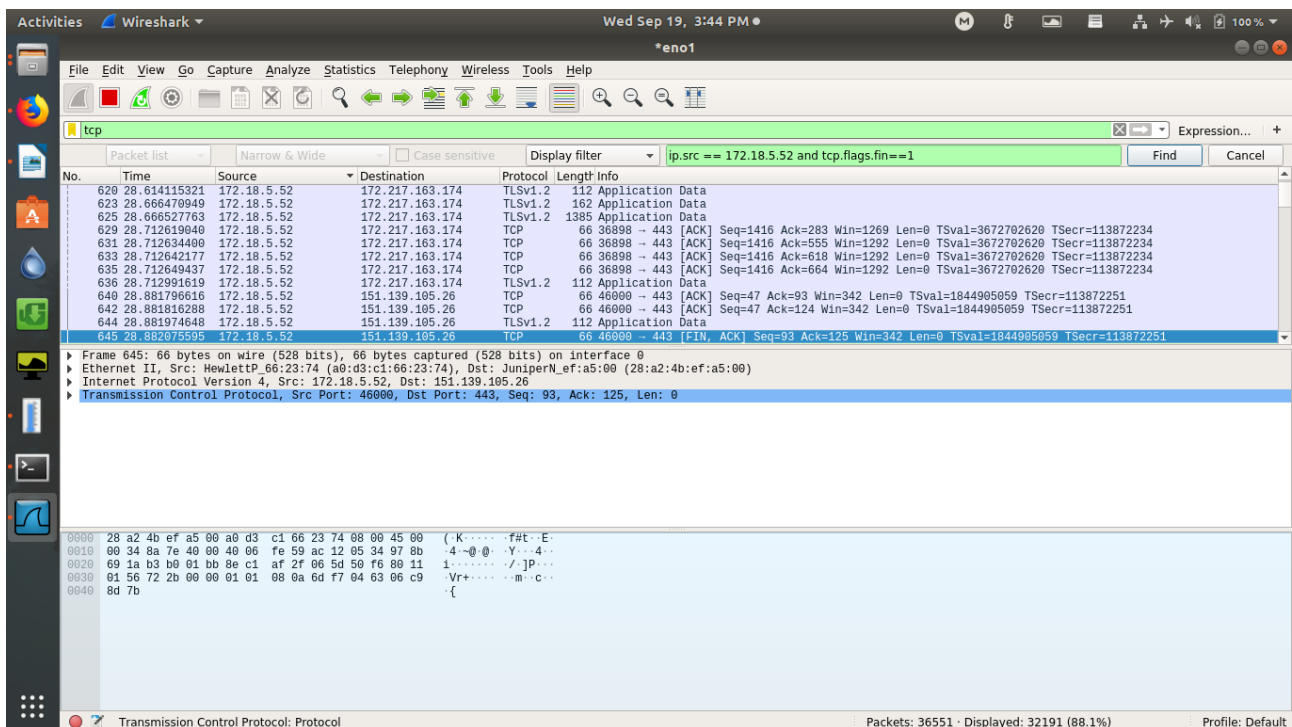 Activities Wireshark Wed Sep 19, 3:44 PM M 100 %
*eno1
File Edit View Go Capture Analyze Statistics Telephony Wireless Tools Help
tcp Expression... +
Packet list Narrow & Wide Case sensitive Display filter ip.src == 172.18.5.52 and tcp.flags.fin==1 Find Cancel
No. Time Source Destination Protocol Length Info
620 28.614115321 172.18.5.52 172.217.163.174 TLSv1.2 112 Application Data
623 28.666470949 172.18.5.52 172.217.163.174 TLSv1.2 162 Application Data
625 28.666527763 172.18.5.52 172.217.163.174 TLSv1.2 1385 Application Data
629 28.712619040 172.18.5.52 172.217.163.174 TCP 66 36898 → 443 [ACK] Seq=1416 Ack=283 Win=1269 Len=0 TSval=3672702620 TSecr=113872234
631 28.712634400 172.18.5.52 172.217.163.174 TCP 66 36898 → 443 [ACK] Seq=1416 Ack=555 Win=1292 Len=0 TSval=3672702620 TSecr=113872234
633 28.712642177 172.18.5.52 172.217.163.174 TCP 66 36898 → 443 [ACK] Seq=1416 Ack=618 Win=1292 Len=0 TSval=3672702620 TSecr=113872234
635 28.712649437 172.18.5.52 172.217.163.174 TCP 66 36898 → 443 [ACK] Seq=1416 Ack=664 Win=1292 Len=0 TSval=3672702620 TSecr=113872234
636 28.712991619 172.18.5.52 172.217.163.174 TLSv1.2 112 Application Data
640 28.881796616 172.18.5.52 151.139.105.26 TCP 66 46000 → 443 [ACK] Seq=47 Ack=93 Win=342 Len=0 TSval=1844905059 TSecr=113872251
642 28.881816288 172.18.5.52 151.139.105.26 TCP 66 46000 → 443 [ACK] Seq=47 Ack=124 Win=342 Len=0 TSval=1844905059 TSecr=113872251
644 28.881974648 172.18.5.52 151.139.105.26 TLSv1.2 112 Application Data
645 28.882075595 172.18.5.52 151.139.105.26 TCP 66 46000 → 443 [FIN, ACK] Seq=93 Ack=125 Win=342 Len=0 TSval=1844905059 TSecr=113872251
Frame 645: 66 bytes on wire (528 bits), 66 bytes captured (528 bits) on interface 0
Ethernet II, Src: HewlettP_66:23:74 (a0:d3:c1:66:23:74), Dst: JuniperN_ef:a5:00 (28:a2:4b:ef:a5:00)
Internet Protocol Version 4, Src: 172.18.5.52, Dst: 151.139.105.26
Transmission Control Protocol, Src Port: 46000, Dst Port: 443, Seq: 93, Ack: 125, Len: 0
0000 28 a2 4b ef a5 00 a0 d3 c1 66 23 74 08 00 45 00 (·K····· ·f#t··E·
0010 00 34 8a 7e 40 00 40 06 fe 59 ac 12 05 34 97 8b ·4·~@·@· ·Y···4··
0020 69 1a b3 b0 01 bb 8e c1 af 2f 06 5d 50 f6 80 11 i······· ·/·]P···
0030 01 56 72 2b 00 00 01 01 08 0a 6d f7 04 63 06 c9 ·Vr+···· ··m··c··
0040 8d 7b ·{
Transmission Control Protocol: Protocol Packets: 36551 · Displayed: 32191 (88.1%) Profile: Default